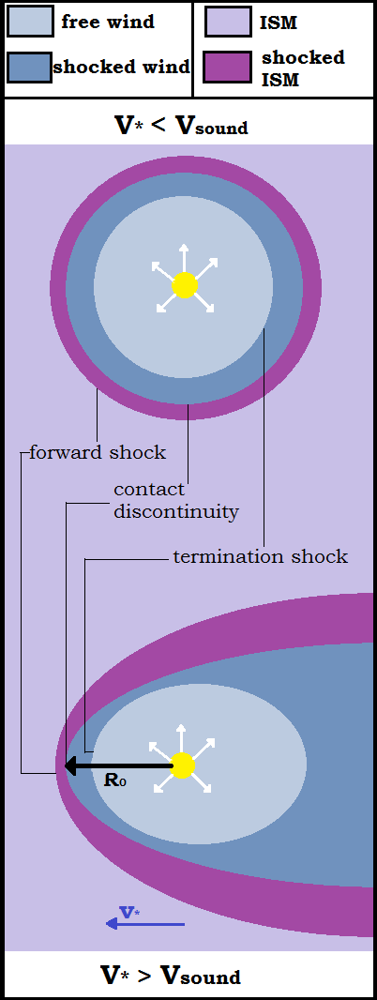 free wind
ISM
shocked wind
shocked
ISM
V* < Vsound
forward shock
contact
discontinuity
termination shock
R0
v*
V* > Vsound